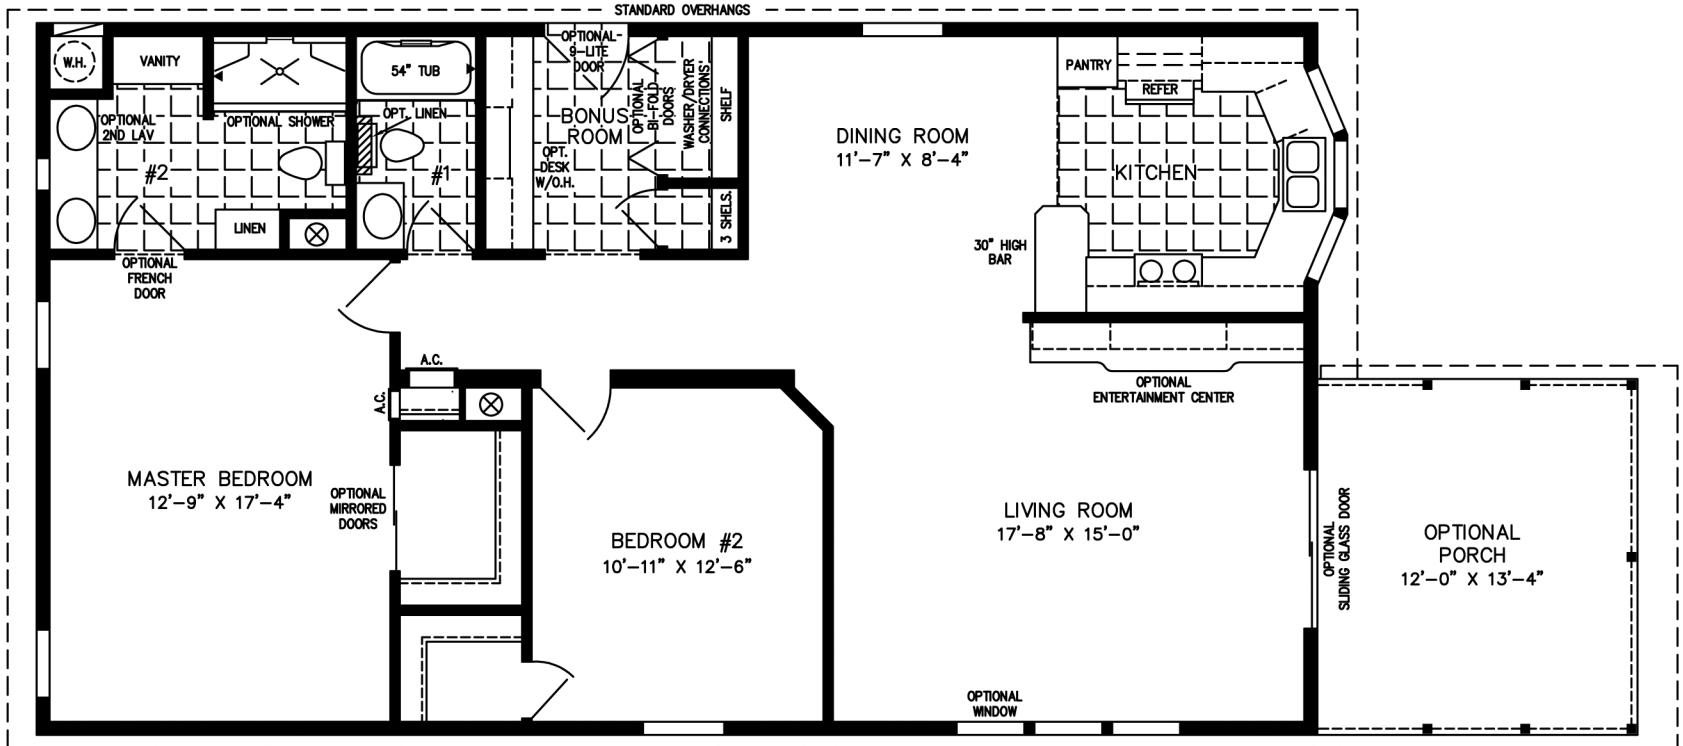 STANDARD OVERHANGS
W.H.
VANITY
54" TUB
OPTIONAL
2ND LAV
OPTIONAL SHOWER
OPT. LINEN
#2
#1
LINEN
OPTIONAL
FRENCH
DOOR
OPTIONAL
9-LITE
DOOR
BONUS
ROOM
OPT.
DESK
W/O.H.
OPTIONAL
BI-FOLD
DOORS
WASHER/DRYER
CONNECTIONS
SHELF
3 SHELS.
DINING ROOM
11'-7" X 8'-4"
PANTRY
REFER
KITCHEN
30" HIGH
BAR
OPTIONAL
ENTERTAINMENT CENTER
A.C.
A.C.
MASTER BEDROOM
12'-9" X 17'-4"
OPTIONAL
MIRRORED
DOORS
BEDROOM #2
10'-11" X 12'-6"
LIVING ROOM
17'-8" X 15'-0"
OPTIONAL
WINDOW
OPTIONAL
SLIDING GLASS DOOR
OPTIONAL
PORCH
12'-0" X 13'-4"